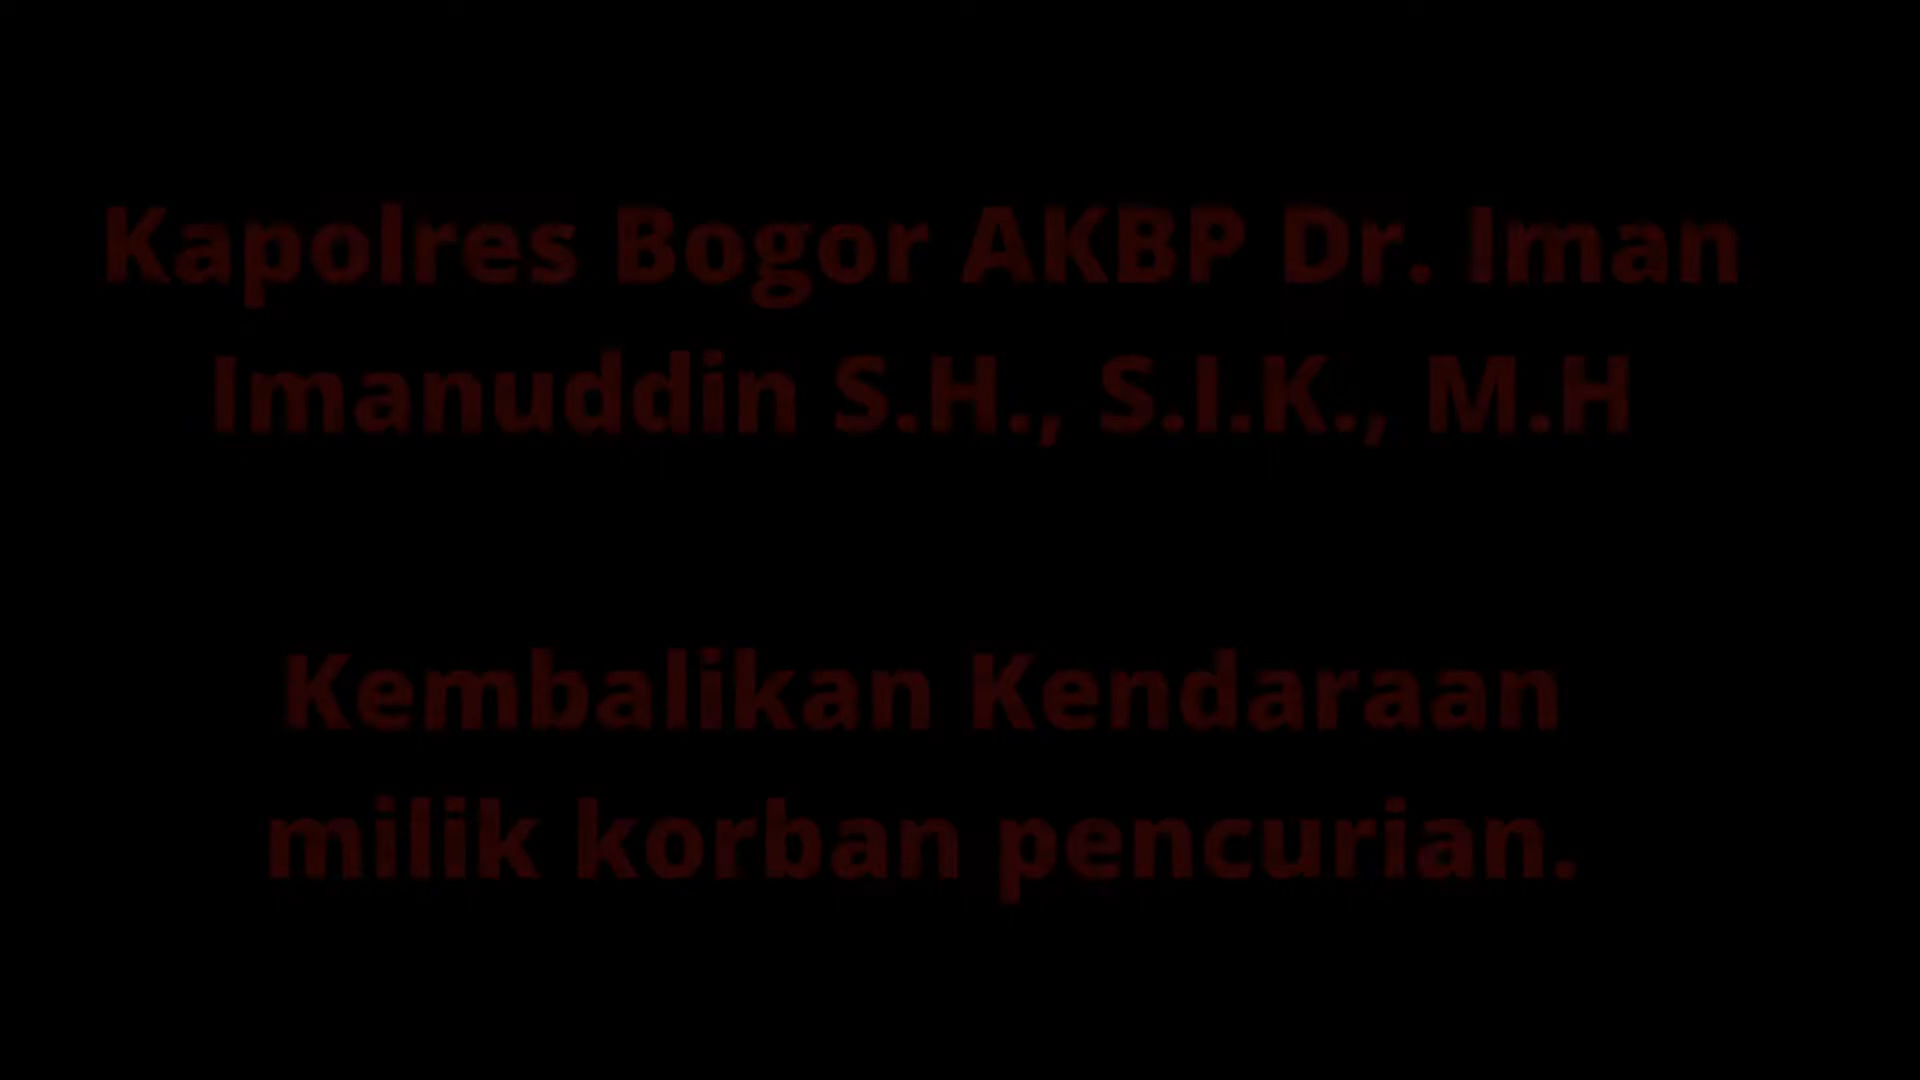 Kapolres Bogor AKBP Dr. Iman
Imanuddin S.H., S.I.K., M.H
Kembalikan Kendaraan
milik korban pencurian.